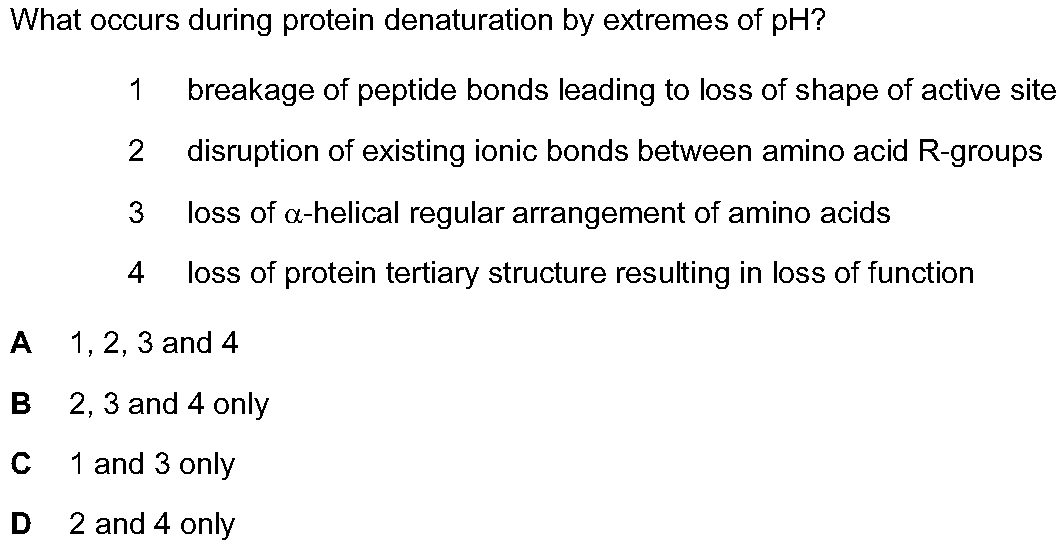 What occurs during protein denaturation by extremes of pH?
1 breakage of peptide bonds leading to loss of shape of active site
2 disruption of existing ionic bonds between amino acid R-groups
3 loss of α-helical regular arrangement of amino acids
4 loss of protein tertiary structure resulting in loss of function
A 1, 2, 3 and 4
B 2, 3 and 4 only
C 1 and 3 only
D 2 and 4 only